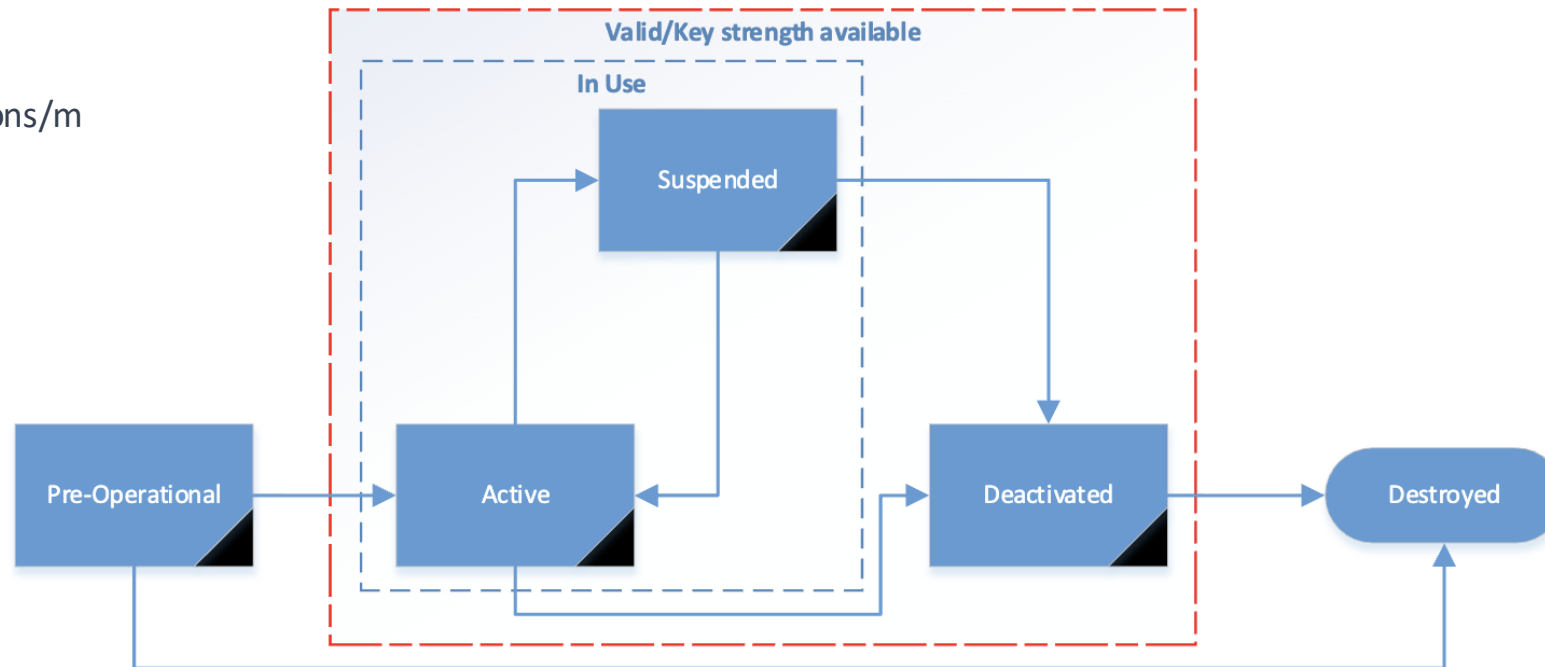 Valid/Key strength available
In Use
ons/m
Suspended
Pre-Operational
Active
Deactivated
Destroyed